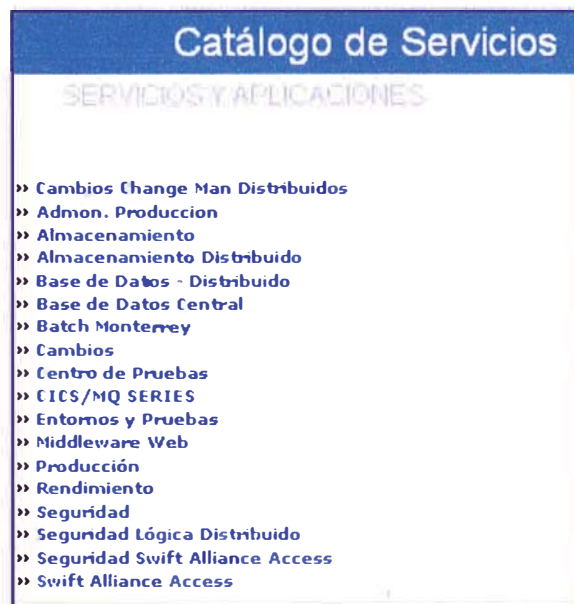 Catálogo de Servicios
SERVICIOS Y APLICACIONES
» Cambios Change Man Distribuidos
» Admon. Produccion
» Almacenamiento
» Almacenamiento Distribuido
» Base de Datos - Distribuido
» Base de Datos Central
» Batch Monterrey
» Cambios
» Centro de Pruebas
» CICS/MQ SERIES
» Entornos y Pruebas
» Middleware Web
» Producción
» Rendimiento
» Seguridad
» Seguridad Lógica Distribuido
» Seguridad Swift Alliance Access
» Swift Alliance Access